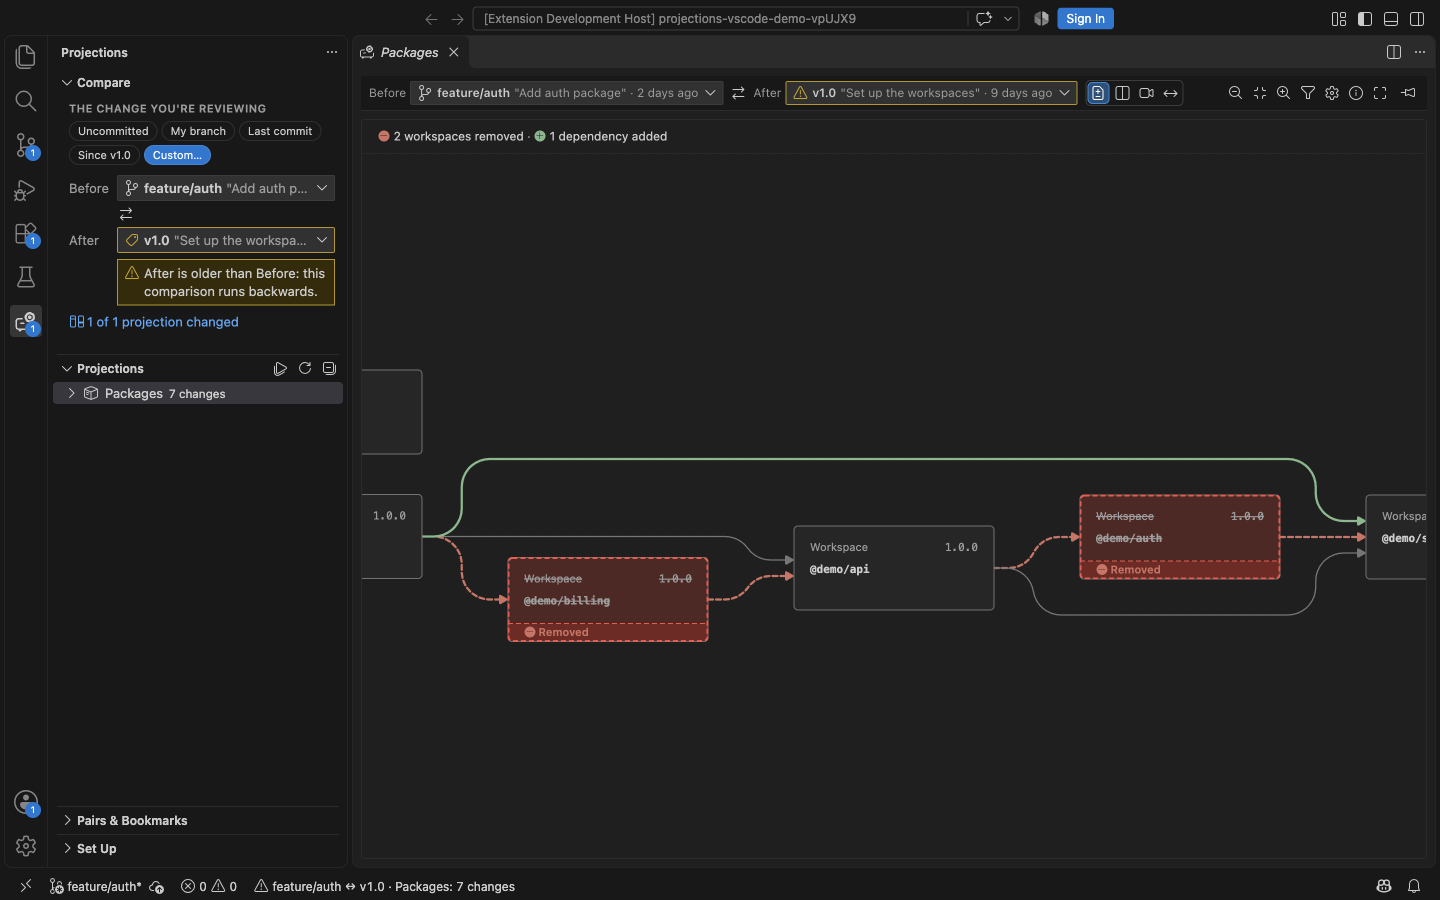 [Extension Development Host] projections-vscode-demo-vpUJX9
Sign In
Projections
Compare
THE CHANGE YOU'RE REVIEWING
Uncommitted
My branch
Last commit
Since v1.0
Custom...
Before
feature/auth "Add auth p...
After
v1.0 "Set up the workspa...
After is older than Before: this
comparison runs backwards.
1 of 1 projection changed
Projections
Packages 7 changes
Pairs & Bookmarks
Set Up
1
1
1
1
Packages
Before
feature/auth "Add auth package" · 2 days ago
After
v1.0 "Set up the workspaces" · 9 days ago
2 workspaces removed · 1 dependency added
1.0.0
Workspace 1.0.0
@demo/billing
Removed
Workspace 1.0.0
@demo/api
Workspace 1.0.0
@demo/auth
Removed
Workspa
@demo/s
feature/auth*
0
0
feature/auth ↔ v1.0 · Packages: 7 changes